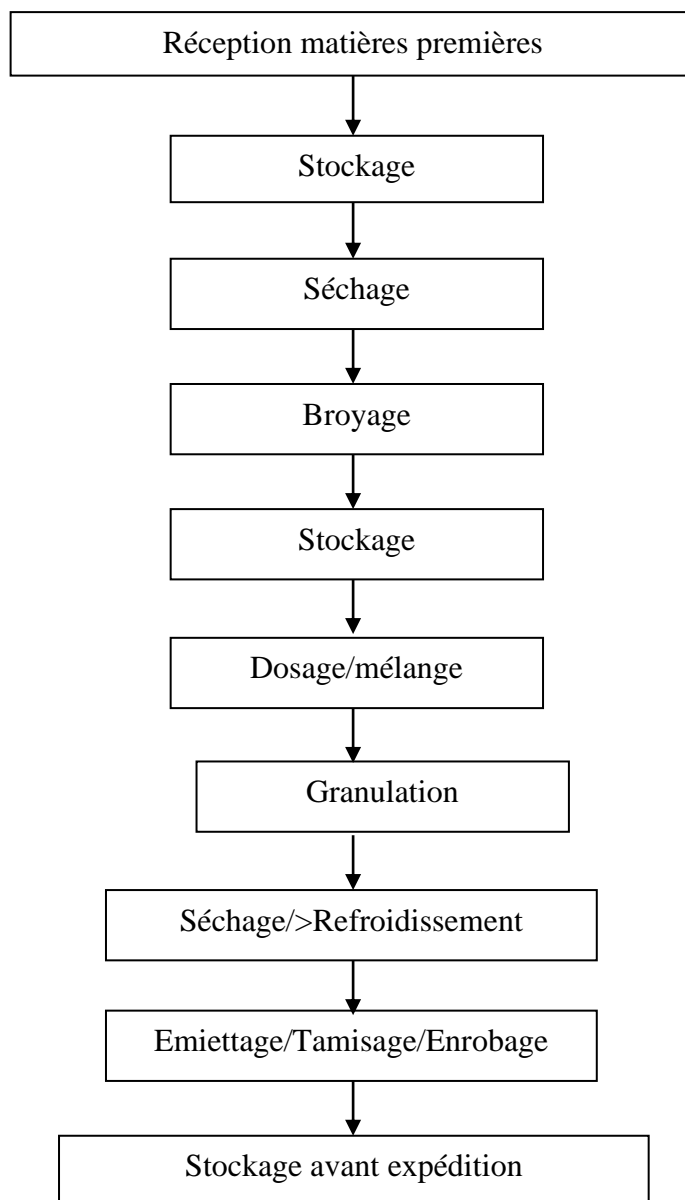 Réception matières premières
Stockage
Séchage
Broyage
Stockage
Dosage/mélange
Granulation
Séchage/>Refroidissement
Emiettage/Tamisage/Enrobage
Stockage avant expédition